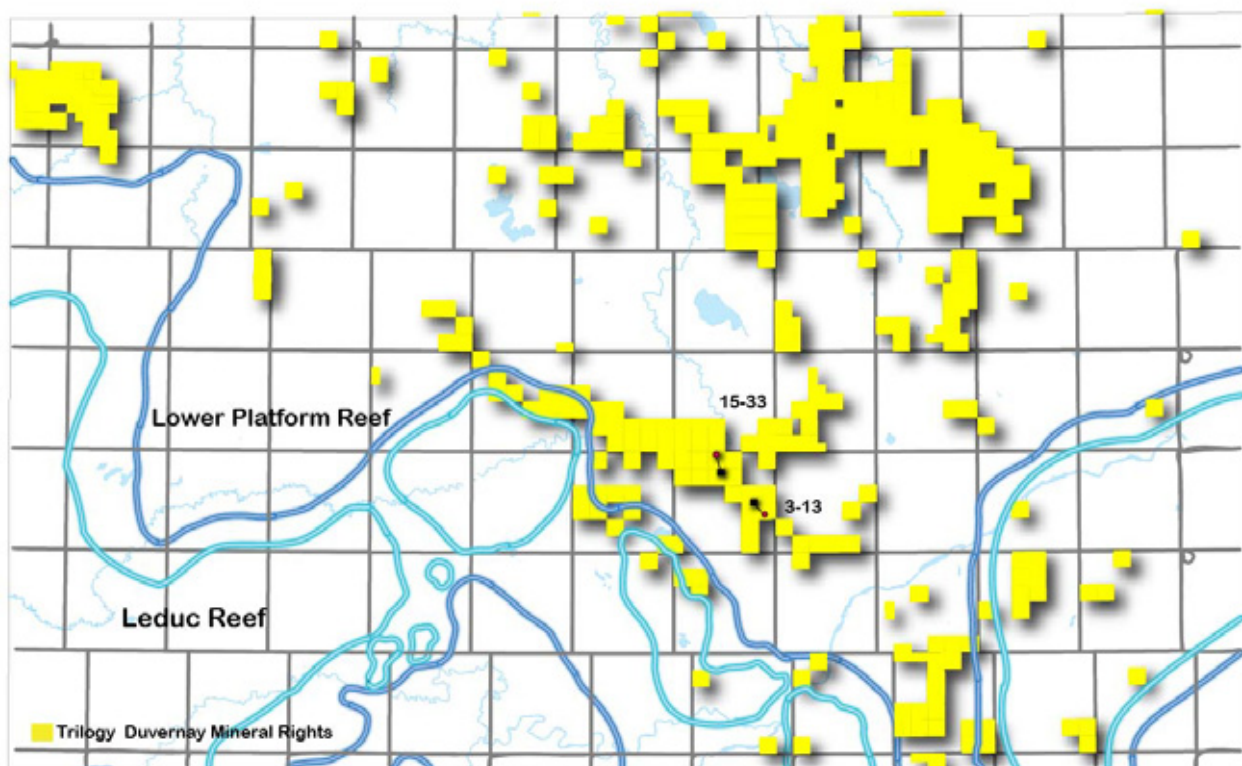 15-33
Lower Platform Reef
3-13
Leduc Reef
Trilogy Duvernay Mineral Rights